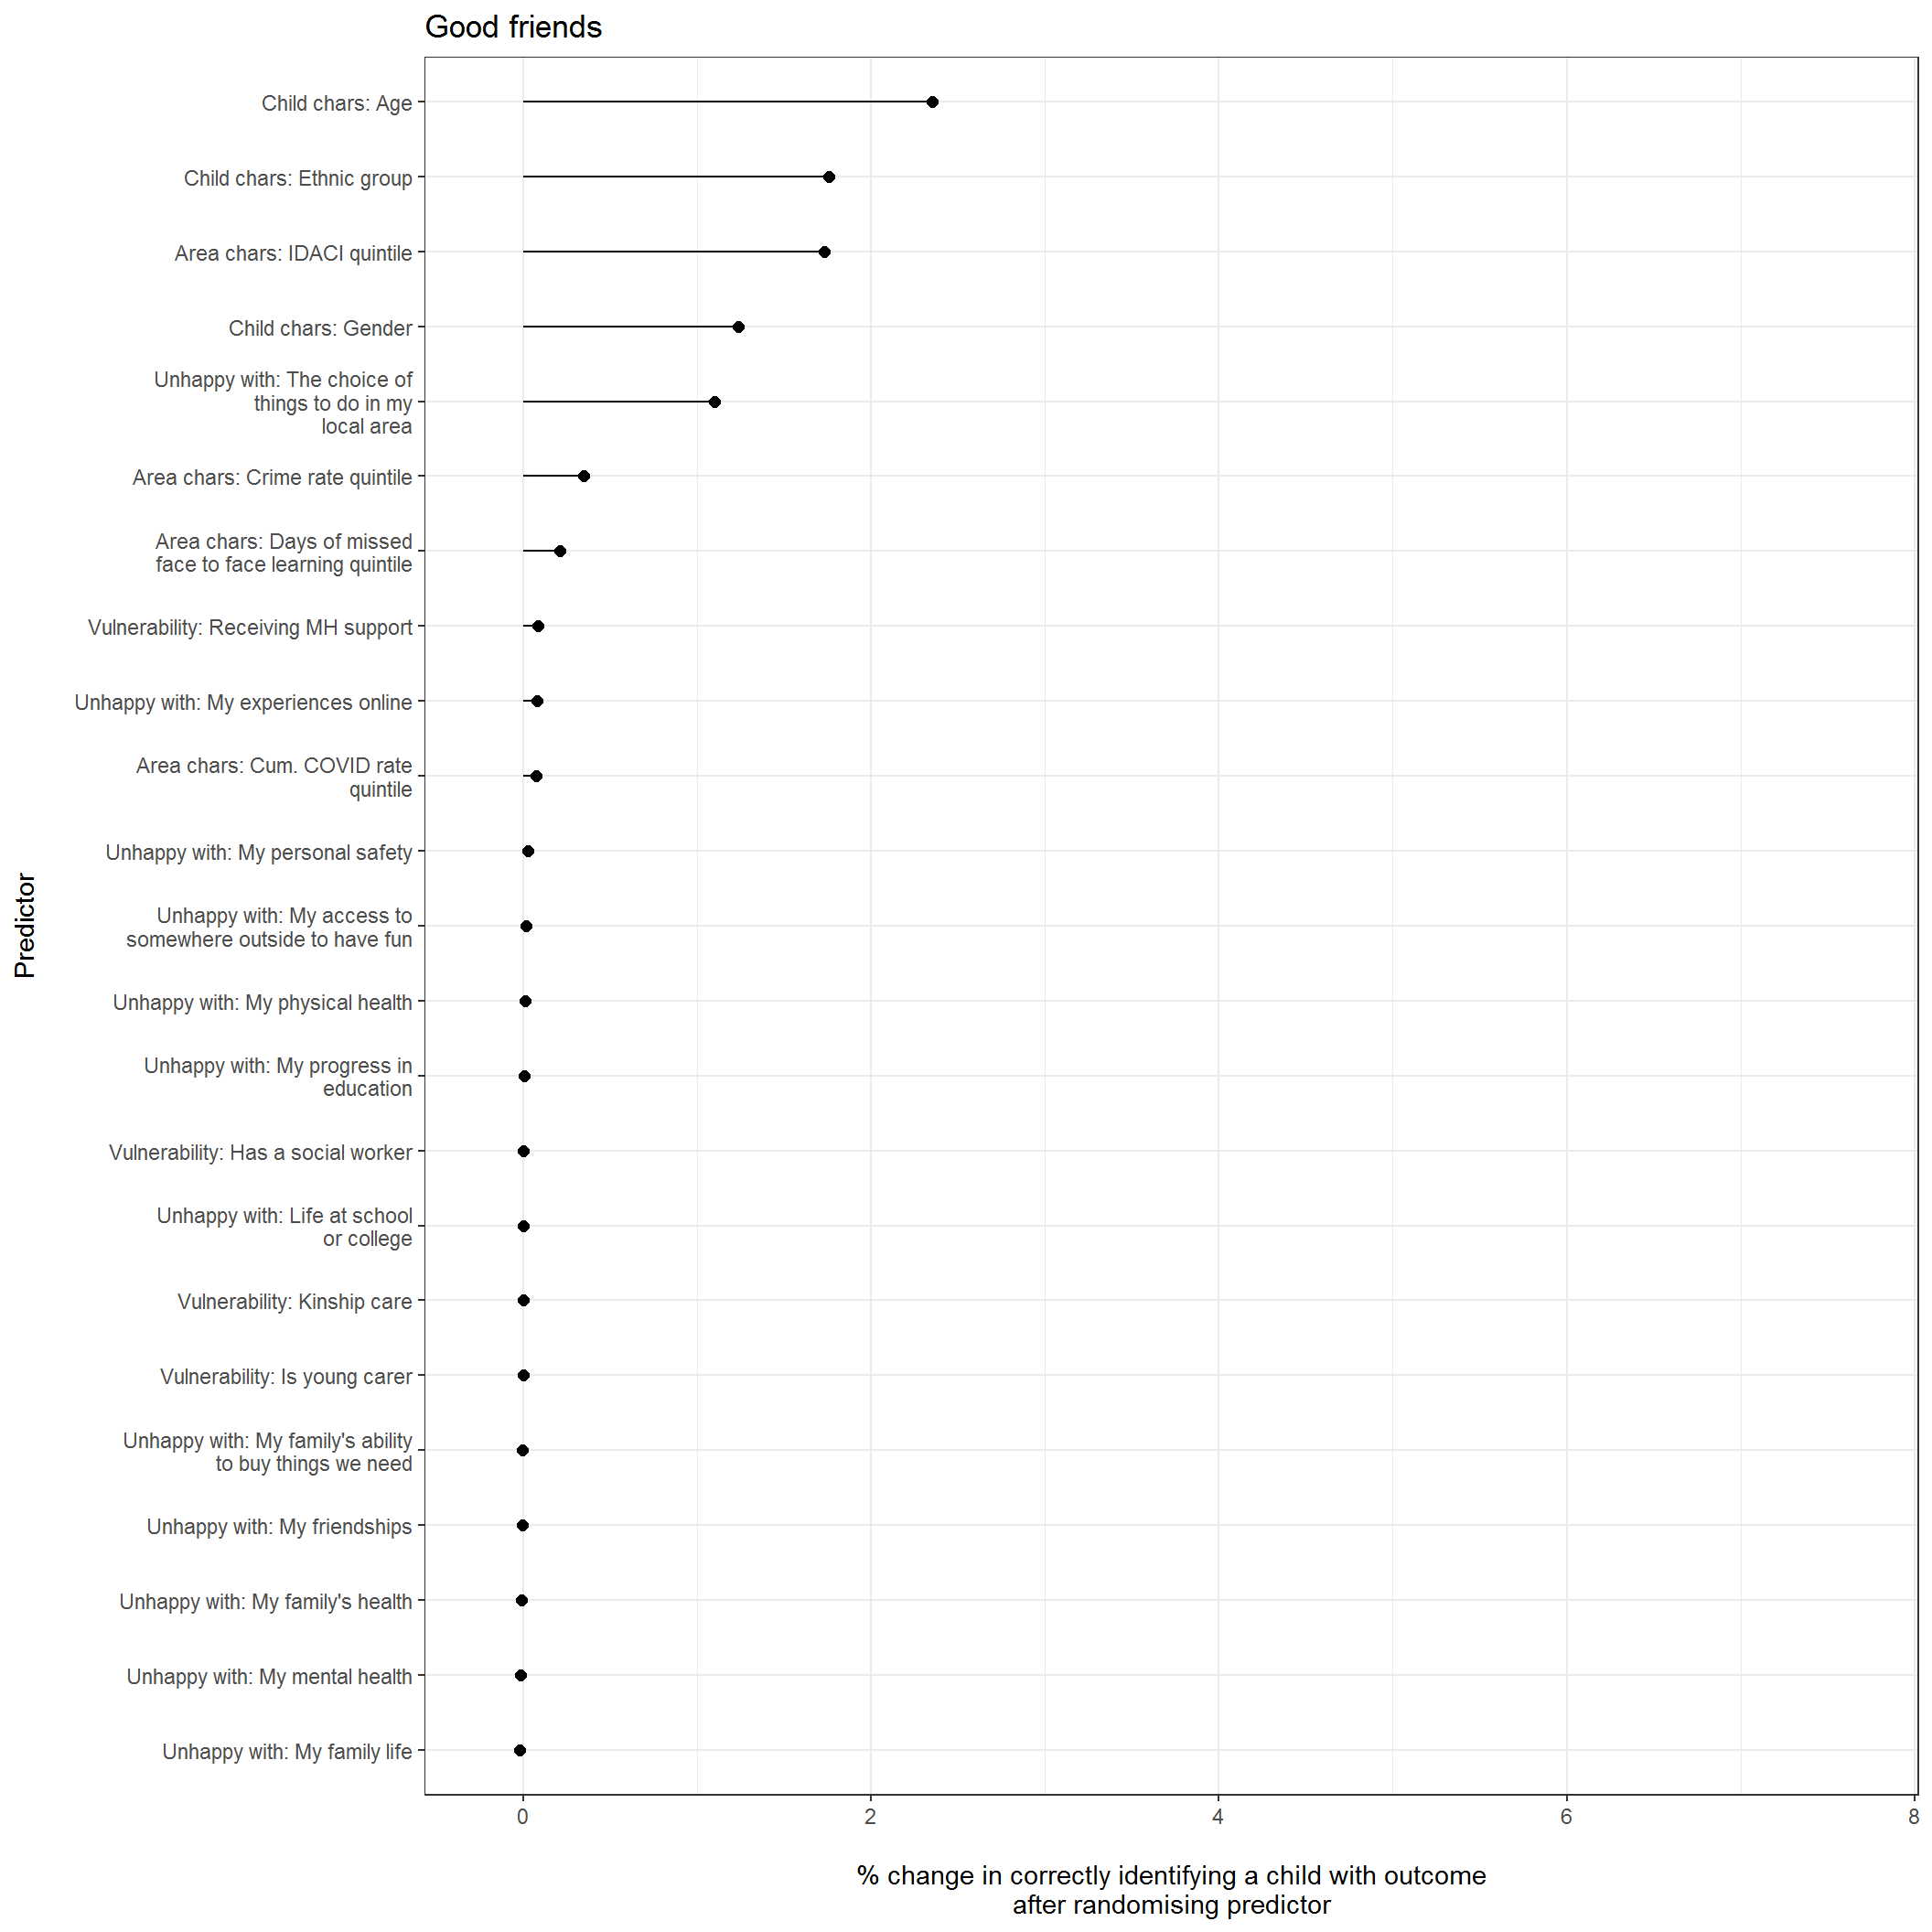 Good friends
Child chars: Age
Child chars: Ethnic group
Area chars: IDACI quintile
Child chars: Gender
Unhappy with: The choice of
things to do in my
local area
Area chars: Crime rate quintile
Area chars: Days of missed
face to face learning quintile
Vulnerability: Receiving MH support
Unhappy with: My experiences online
Area chars: Cum. COVID rate
quintile
Unhappy with: My personal safety
Unhappy with: My access to
somewhere outside to have fun
Unhappy with: My physical health
Unhappy with: My progress in
education
Vulnerability: Has a social worker
Unhappy with: Life at school
or college
Vulnerability: Kinship care
Vulnerability: Is young carer
Unhappy with: My family's ability
to buy things we need
Unhappy with: My friendships
Unhappy with: My family's health
Unhappy with: My mental health
Unhappy with: My family life
Predictor
0 2 4 6 8
% change in correctly identifying a child with outcome
after randomising predictor